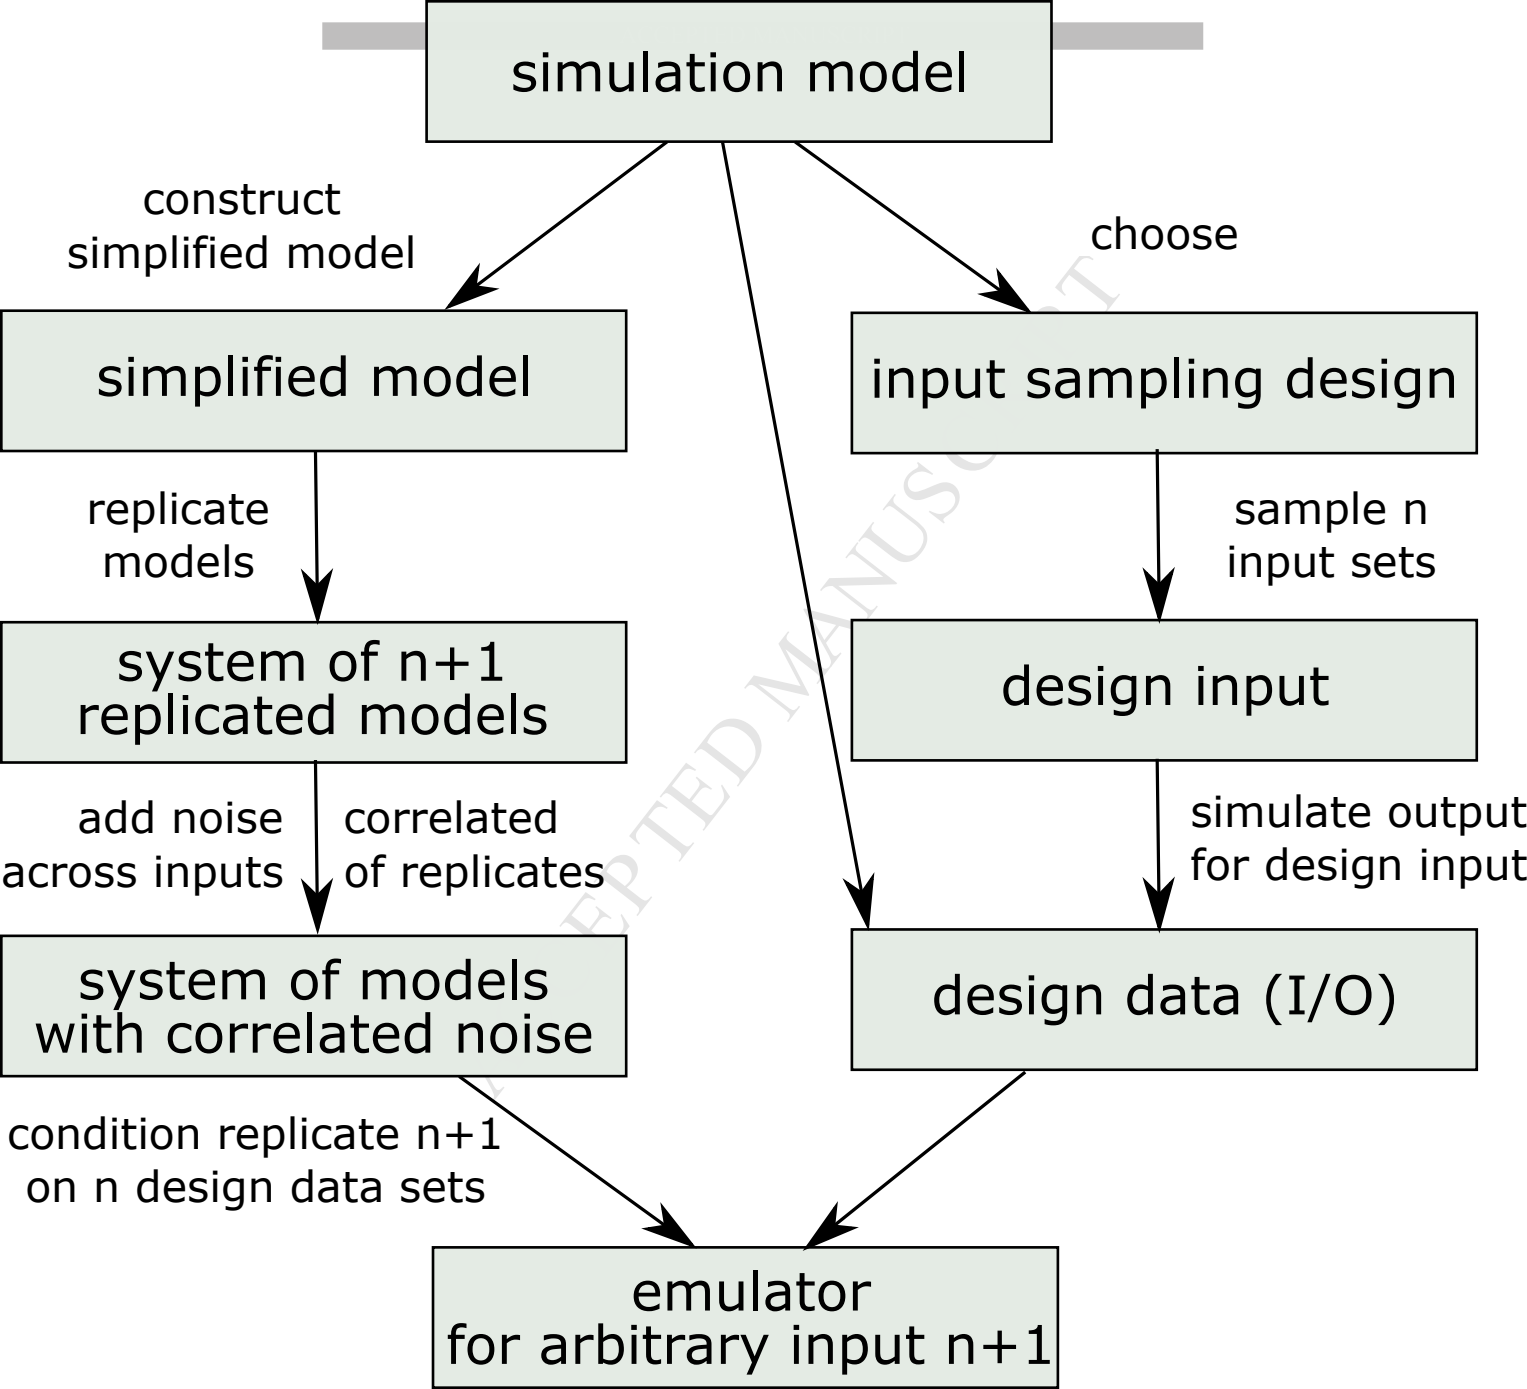 simulation model
construct
simplified model
choose
simplified model
input sampling design
replicate
models
sample n
input sets
system of n+1
replicated models
design input
add noise correlated
across inputs of replicates
simulate output
for design input
system of models
with correlated noise
design data (I/O)
condition replicate n+1
on n design data sets
emulator
for arbitrary input n+1
EPTED MANUSC